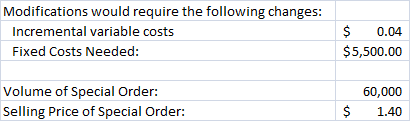 Modifications would require the following changes:
Incremental variable costs $ 0.04
Fixed Costs Needed: $5,500.00
Volume of Special Order: 60,000
Selling Price of Special Order: $ 1.40